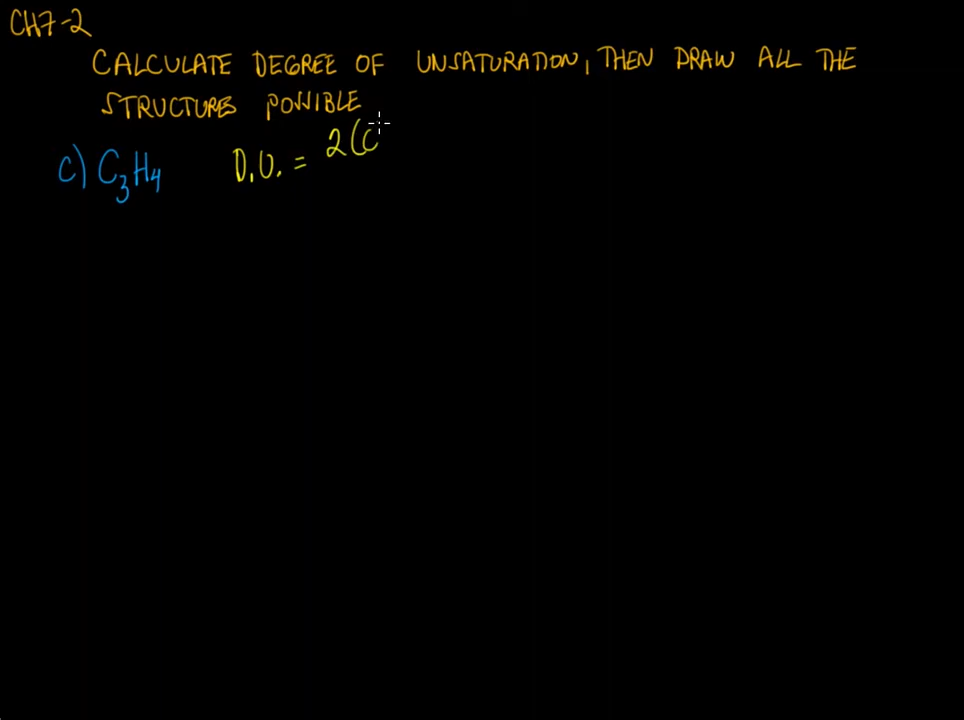 CH7-2
CALCULATE DEGREE OF UNSATURATION, THEN DRAW ALL THE
STRUCTURES POSSIBLE
C) C₃H₄ D.U. = 2(C